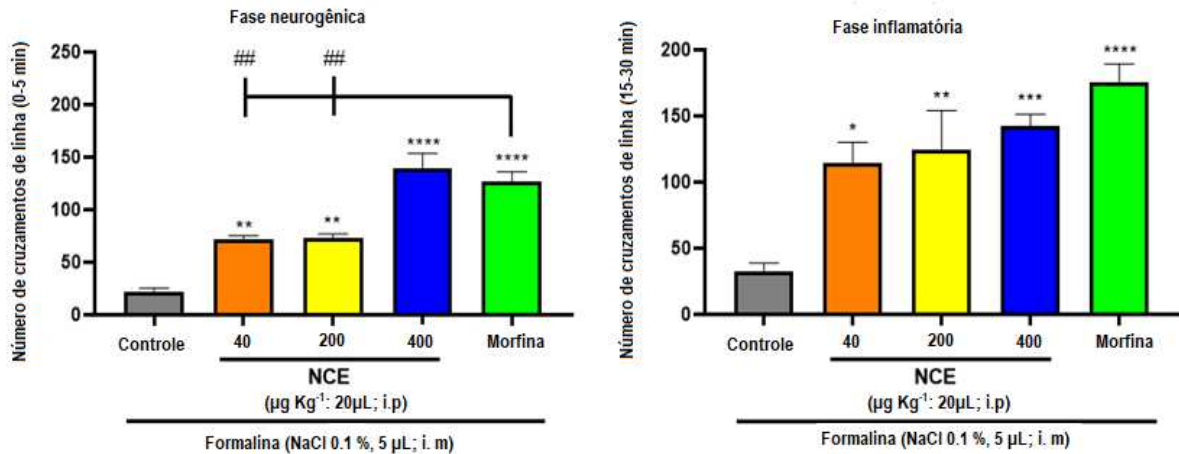 Fase neurogênica
Número de cruzamentos de linha (0-5 min)
250
200
150
100
50
0
##
##
**
**
****
****
Controle
40
200
400
Morfina
NCE
(µg Kg⁻¹: 20µL; i.p)
Formalina (NaCl 0.1 %, 5 µL; i. m)
Fase inflamatória
Número de cruzamentos de linha (15-30 min)
200
150
100
50
0
*
**
***
****
Controle
40
200
400
Morfina
NCE
(µg Kg⁻¹: 20µL; i.p)
Formalina (NaCl 0.1 %, 5 µL; i. m)